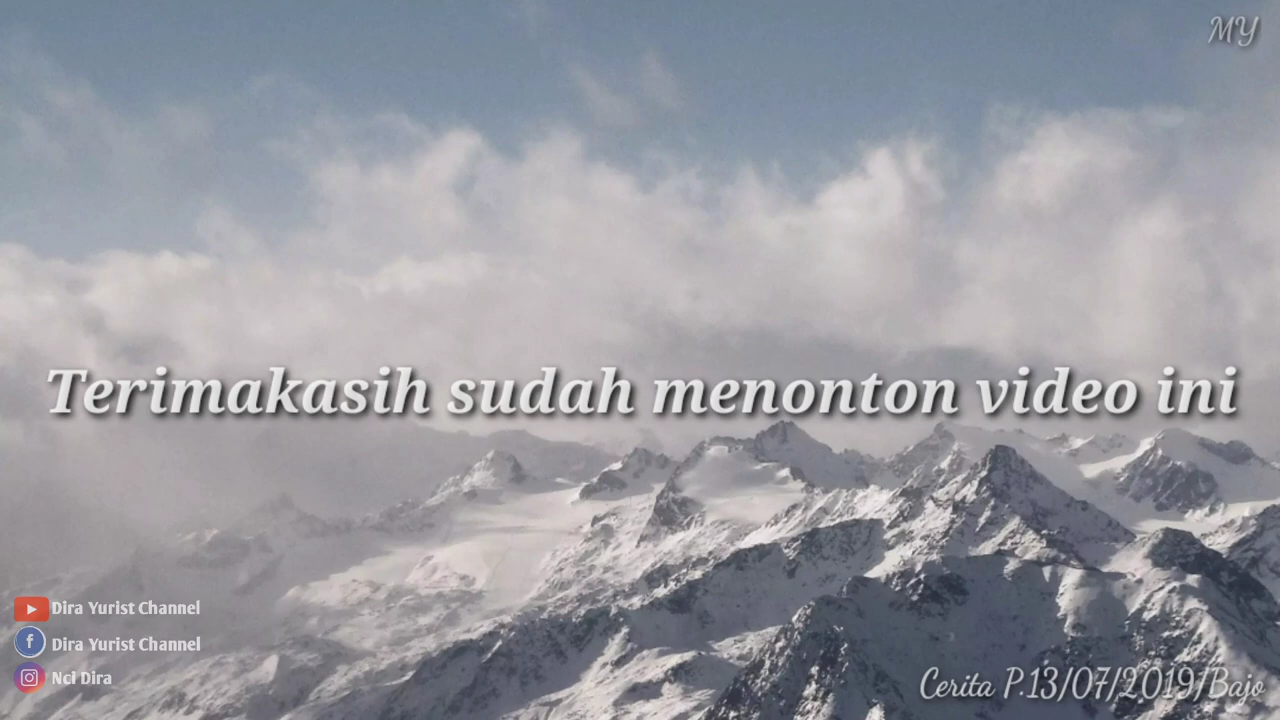 MY
Terimakasih sudah menonton video ini
Dira Yurist Channel
Dira Yurist Channel
Nci Dira
Cerita P.13/07/2019/Bajo